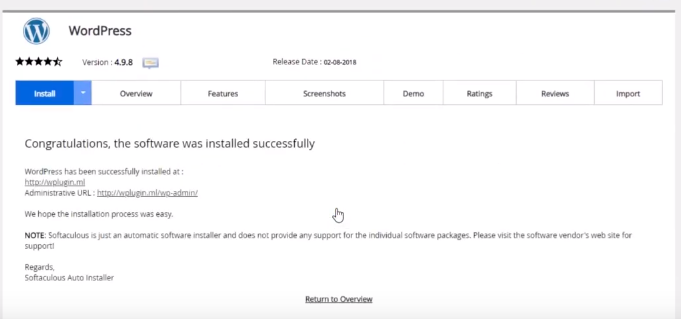 WordPress
Version : 4.9.8
Release Date : 02-08-2018
Install
Overview
Features
Screenshots
Demo
Ratings
Reviews
Import
Congratulations, the software was installed successfully
WordPress has been successfully installed at :
http://wplugin.ml
Administrative URL : http://wplugin.ml/wp-admin/
We hope the installation process was easy.
NOTE: Softaculous is just an automatic software installer and does not provide any support for the individual software packages. Please visit the software vendor's web site for
support!
Regards,
Softaculous Auto Installer
Return to Overview